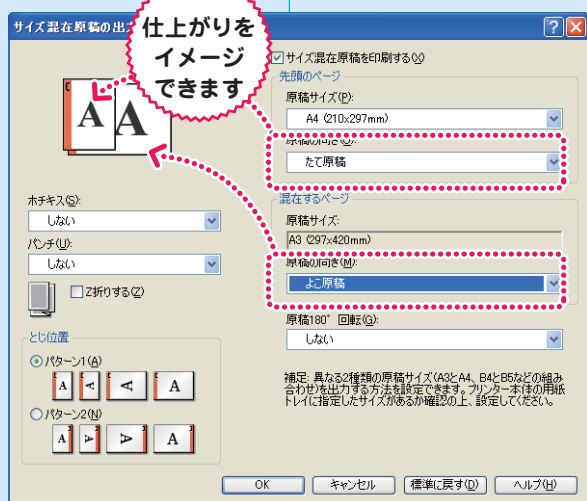 サイズ混在原稿の出
仕上がりを
イメージ
できます
サイズ混在原稿を印刷する(X)
先頭のページ
原稿サイズ(P):
A4 (210x297mm)
原稿の向き(O):
たて原稿
A A
ホチキス(S):
しない
パンチ(U):
しない
Z折りする(Z)
混在するページ
原稿サイズ:
A3 (297x420mm)
原稿の向き(M):
よこ原稿
原稿180° 回転(G):
しない
とじ位置
パターン1(A)
A A A A
パターン2(N)
A A A A
補足: 異なる2種類の原稿サイズ(A3とA4、B4とB5などの組み
合わせ)を出力する方法を設定できます。プリンター本体の用紙
トレイに指定したサイズがあるか確認の上、設定してください。
OK キャンセル 標準に戻す(D) ヘルプ(H)